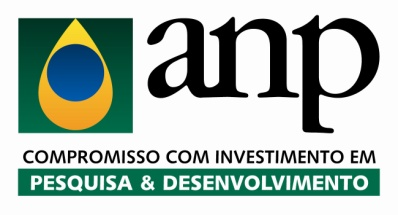 anp
COMPROMISSO COM INVESTIMENTO EM
PESQUISA & DESENVOLVIMENTO